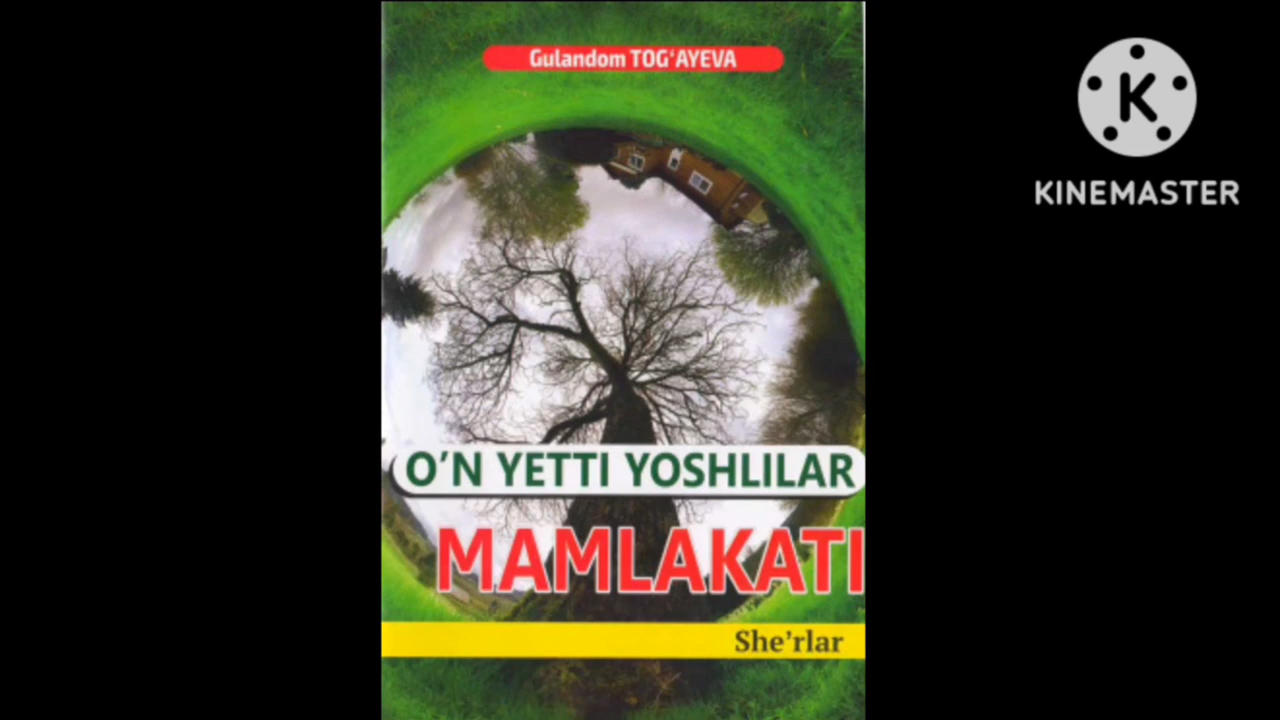 Gulandom TOG‘AYEVA
K
KINEMASTER
O’N YETTI YOSHLILAR
MAMLAKATI
She’rlar